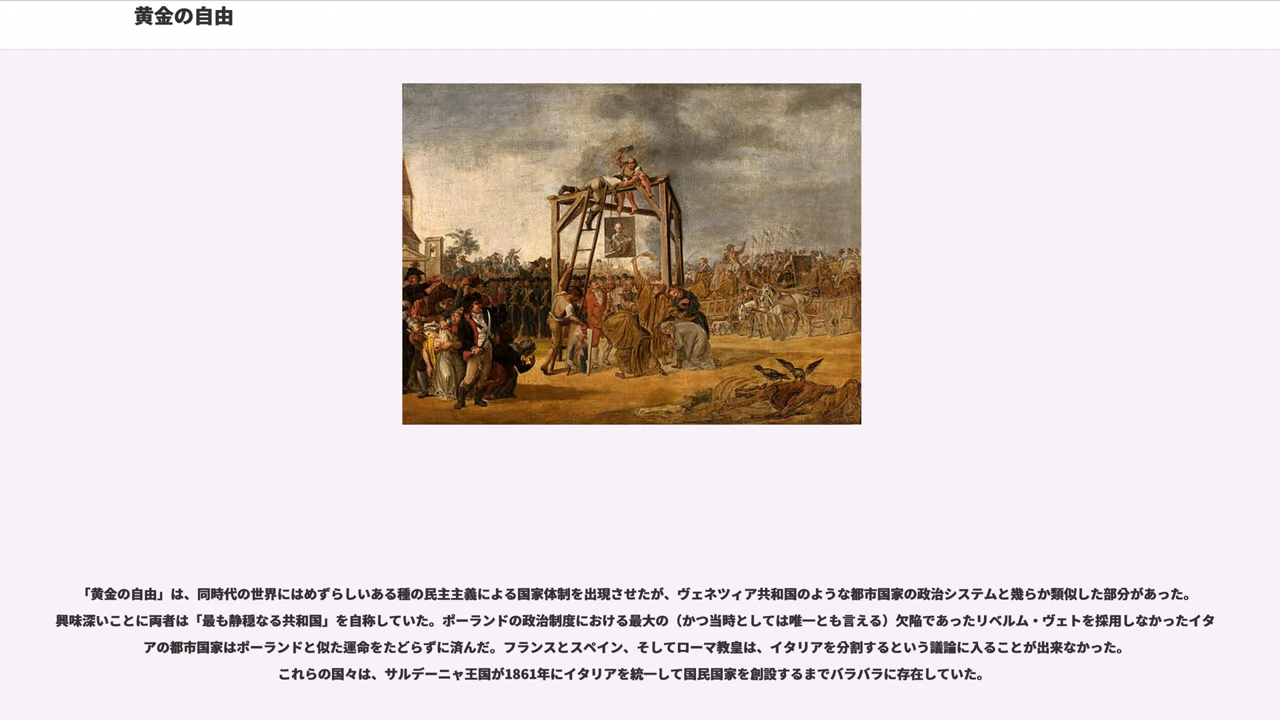 黄金の自由
「黄金の自由」は、同時代の世界にはめずらしいある種の民主主義による国家体制を出現させたが、ヴェネツィア共和国のような都市国家の政治システムと幾らか類似した部分があった。
興味深いことに両者は「最も静穏なる共和国」を自称していた。ポーランドの政治制度における最大の（かつ当時としては唯一とも言える）欠陥であったリベルム・ヴェトを採用しなかったイタ
アの都市国家はポーランドと似た運命をたどらずに済んだ。フランスとスペイン、そしてローマ教皇は、イタリアを分割するという議論に入ることが出来なかった。
これらの国々は、サルデーニャ王国が1861年にイタリアを統一して国民国家を創設するまでバラバラに存在していた。